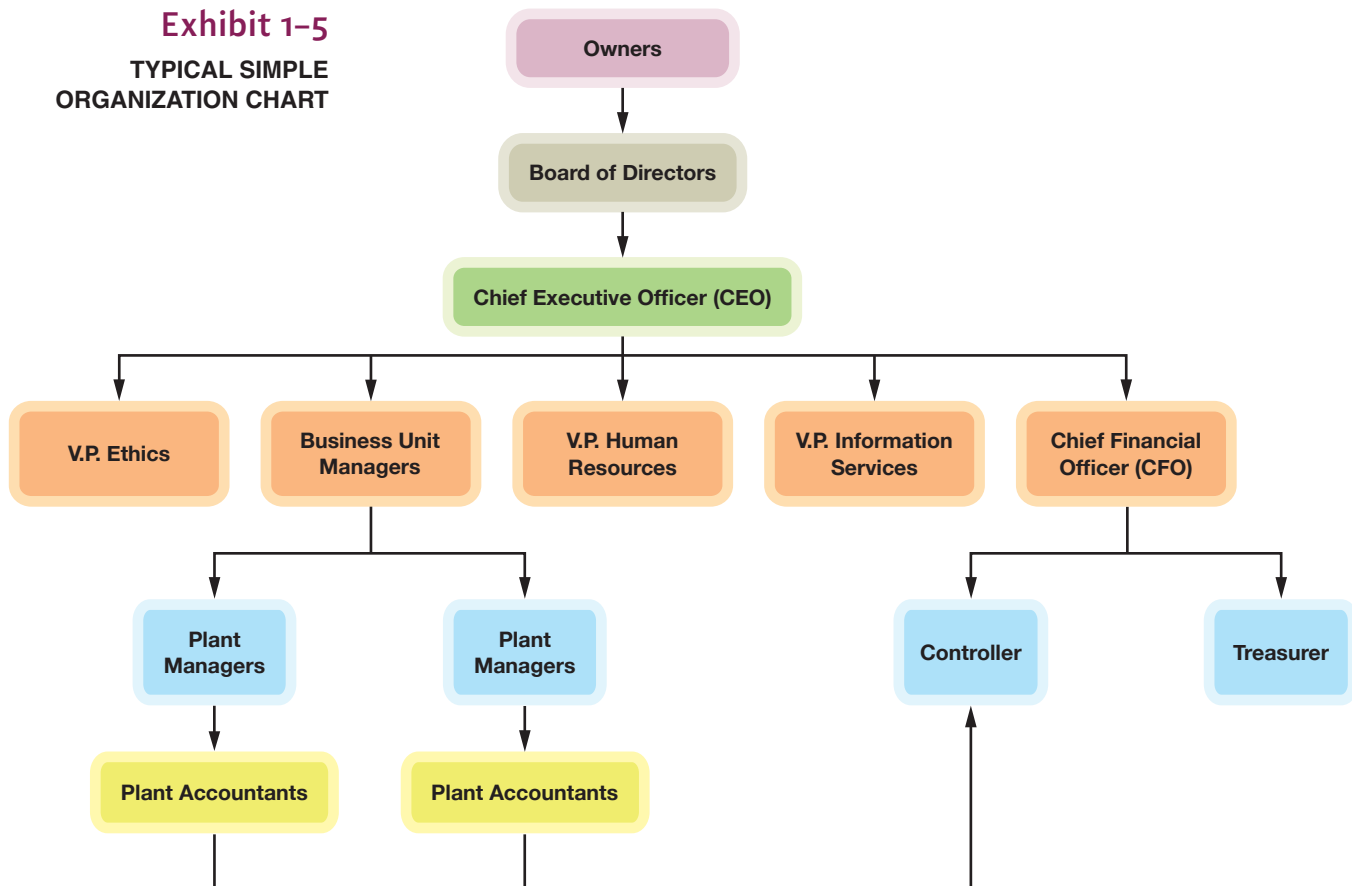 Exhibit 1–5
TYPICAL SIMPLE
ORGANIZATION CHART
Owners
Board of Directors
Chief Executive Officer (CEO)
V.P. Ethics
Business Unit
Managers
V.P. Human
Resources
V.P. Information
Services
Chief Financial
Officer (CFO)
Plant
Managers
Plant
Managers
Controller
Treasurer
Plant Accountants
Plant Accountants